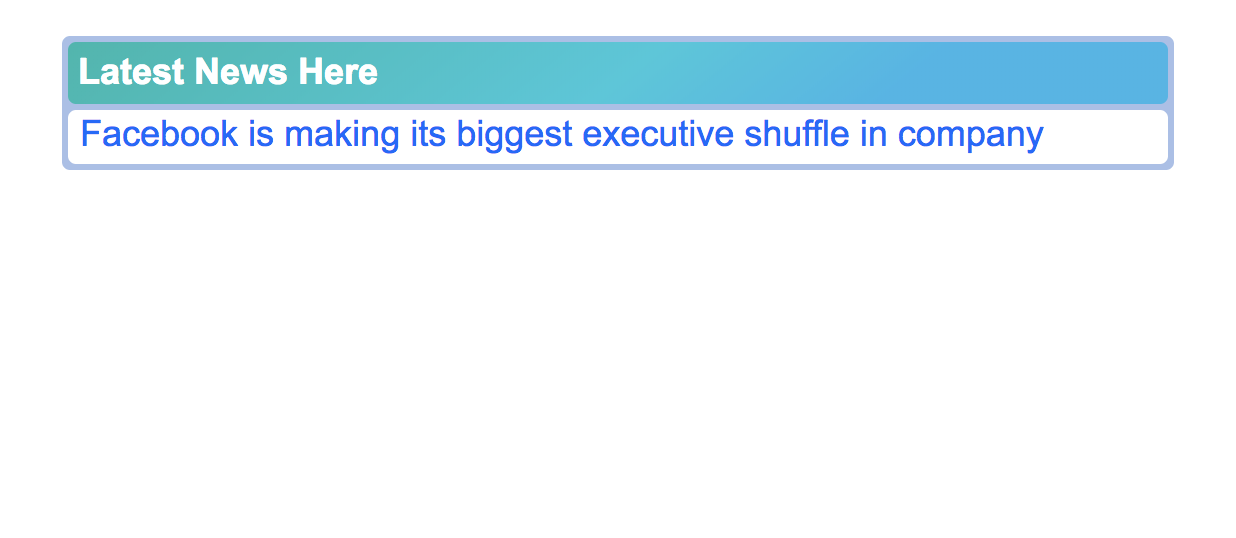 Latest News Here
Facebook is making its biggest executive shuffle in company